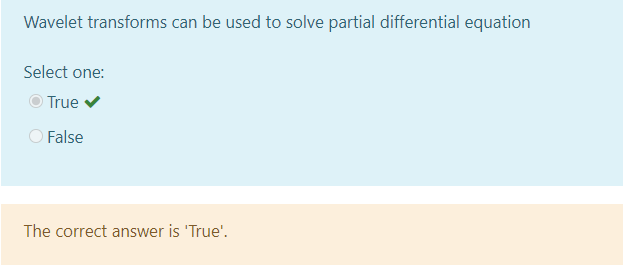 Wavelet transforms can be used to solve partial differential equation
Select one:
True
False
The correct answer is 'True'.